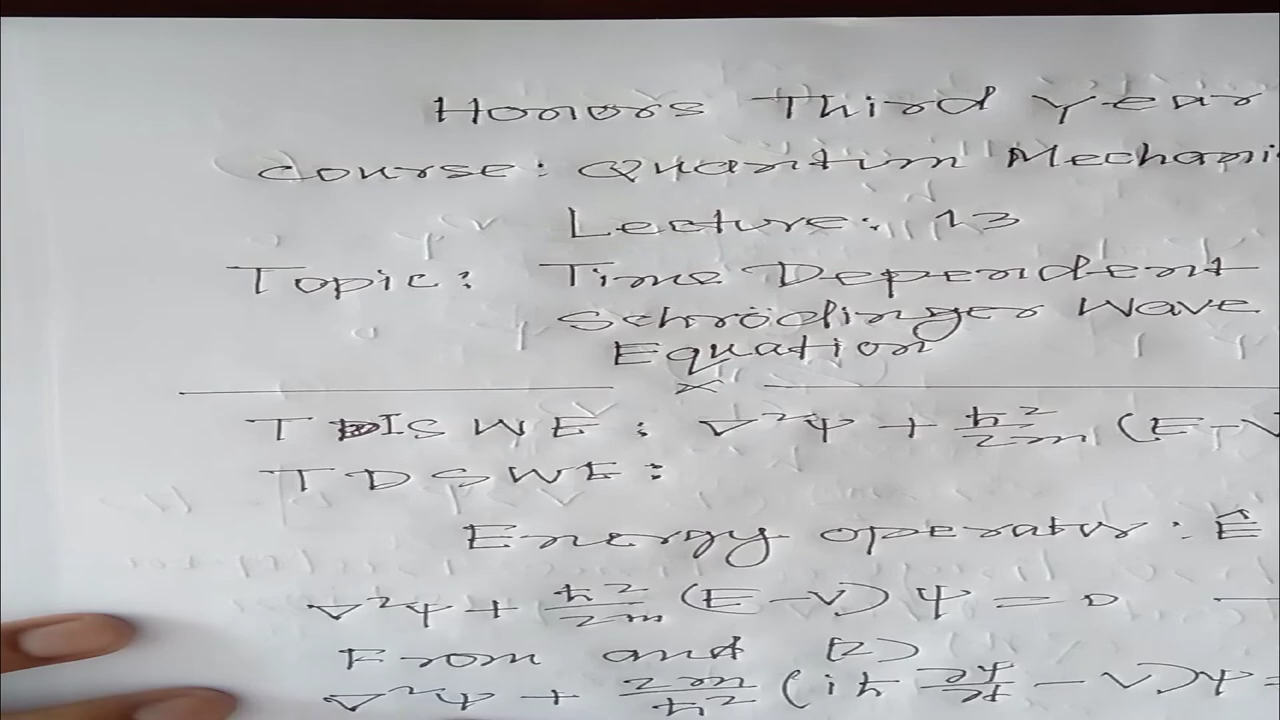 Honors Third Year
Course: Quantum Mechani
Lecture: 13
Topic: Time Dependent
Schrödinger Wave
Equation
TDISWE: ∇²ψ + ħ²/2m (E-V
TDSWE:
Energy operator: Ê
∇²ψ + ħ²/2m (E-V) ψ = 0 —
From and (2)
∇²ψ + 2m/ħ² (iħ ∂/∂t - V) ψ =